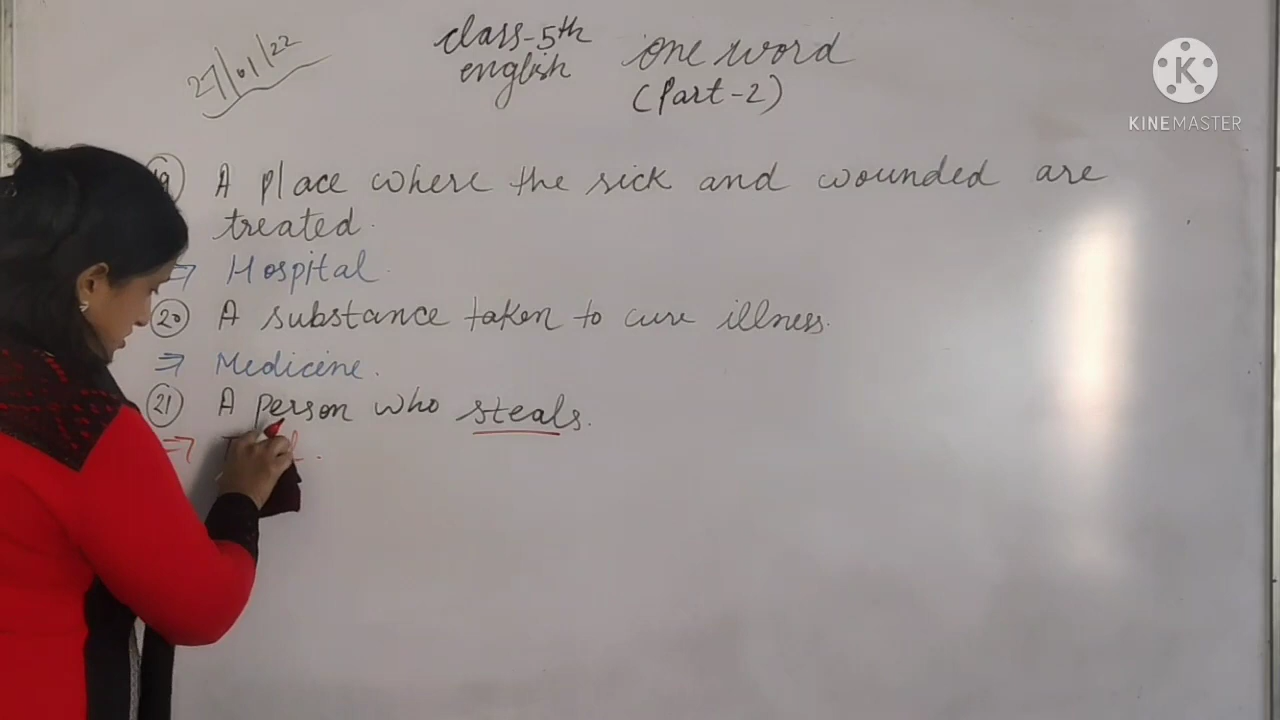 27/01/22
class-5th one word
english (Part-2)
A place where the sick and wounded are
treated.
⇒ Hospital.
(20) A substance taken to cure illness.
⇒ Medicine.
(21) A person who steals.
⇒
K
KINEMASTER